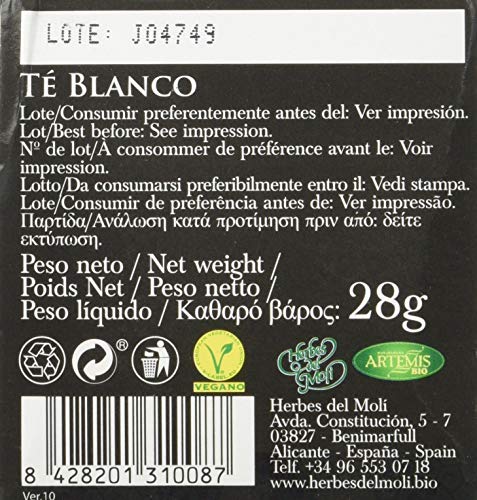 LOTE: J04749
TÉ BLANCO
Lote/Consumir preferentemente antes del: Ver impresión.
Lot/Best before: See impression.
Nº de lot/A consommer de préférence avant le: Voir
impression.
Lotto/Da consumarsi preferibilmente entro il: Vedi stampa.
Lote/Consumir de preferência antes de: Ver impressão.
Παρτίδα/Ανάλωση κατά προτίμηση πριν από: δείτε
εκτύπωση.
Peso neto / Net weight /
Poids Net / Peso netto /
Peso líquido / Καθαρό βάρος: 28g
®
V
VEGANO
Herbes del Molí
ARTEMIS
BIO
Herbes del Molí
Avda. Constitución, 5 - 7
03827 - Benimarfull
Alicante - España - Spain
Telf. + 34 96 553 07 18
www.herbesdelmoli.bio
8 428201 310087
Ver.10